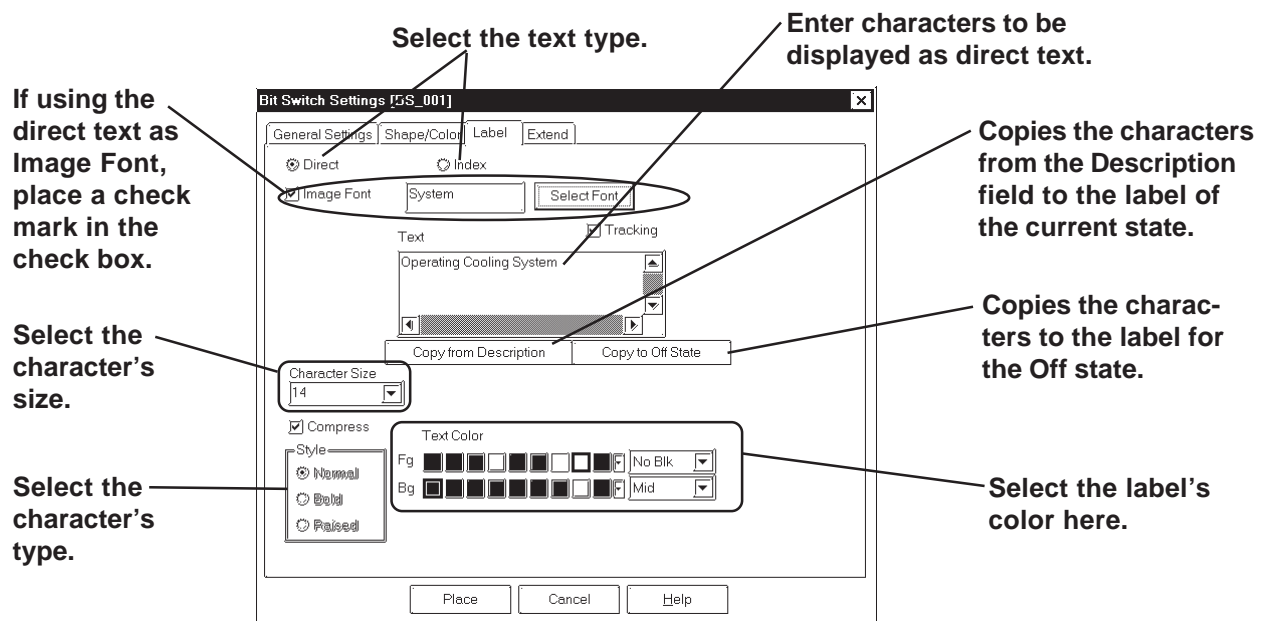 Select the text type.
Enter characters to be
displayed as direct text.
If using the
direct text as
Image Font,
place a check
mark in the
check box.
Select the
character's
size.
Select the
character's
type.
Bit Switch Settings [BS_001]
General Settings
Shape/Color
Label
Extend
Direct
Index
Image Font
System
Select Font
Text
Tracking
Operating Cooling System
Copy from Description
Copy to Off State
Character Size
14
Compress
Style
Normal
Bold
Raised
Text Color
Fg
No Blk
Bg
Mid
Place
Cancel
Help
Copies the characters
from the Description
field to the label of
the current state.
Copies the charac-
ters to the label for
the Off state.
Select the label's
color here.